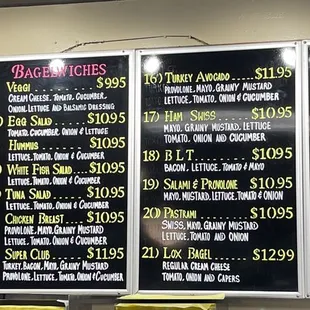 BAGELWICHES
VEGGI $9.95
CREAM CHEESE, TOMATO, CUCUMBER,
ONION, LETTUCE AND BALSAMIC DRESSING
EGG SALAD $10.95
TOMATO, CUCUMBER, ONION & LETTUCE
HUMMUS $10.95
LETTUCE, TOMATO, ONION & CUCUMBER
WHITE FISH SALAD $10.95
LETTUCE, TOMATO, ONION & CUCUMBER
TUNA SALAD $10.95
LETTUCE, TOMATO, ONION & CUCUMBER
CHICKEN BREAST $10.95
PROVOLONE, MAYO, GRAINY MUSTARD
LETTUCE, TOMATO, ONION & CUCUMBER
SUPER CLUB $11.95
TURKEY, BACON, MAYO, GRAINY MUSTARD
PROVOLONE, LETTUCE, TOMATO, ONION & CUCUMBER
16) TURKEY AVOCADO $11.95
PROVOLONE, MAYO, GRAINY MUSTARD
LETTUCE, TOMATO, ONION & CUCUMBER
17) HAM SWISS $10.95
MAYO, GRAINY MUSTARD, LETTUCE
TOMATO, ONION AND CUCUMBER
18) B L T $10.95
BACON, LETTUCE, TOMATO & MAYO
19) SALAMI & PROVOLONE $10.95
MAYO, MUSTARD, LETTUCE, TOMATO & ONION
20) PASTRAMI $10.95
SWISS, MAYO, GRAINY MUSTARD
LETTUCE, TOMATO AND ONION
21) LOX BAGEL $12.99
REGULAR CREAM CHEESE
TOMATO, ONION AND CAPERS